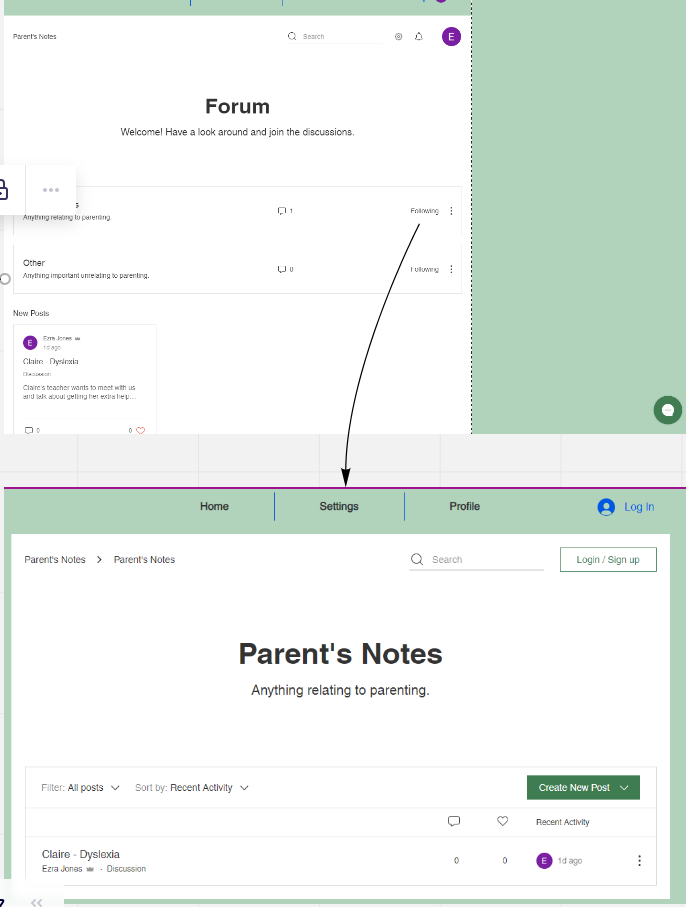 Parent's Notes
Search
E
Forum
Welcome! Have a look around and join the discussions.
Anything relating to parenting.
1
Following
Other
Anything important unrelating to parenting.
0
Following
New Posts
E
Ezra Jones
1d ago
Claire - Dyslexia
Discussion
Claire's teacher wants to meet with us
and talk about getting her extra help...
0
0
Home
Settings
Profile
Log In
Parent's Notes > Parent's Notes
Search
Login / Sign up
Parent's Notes
Anything relating to parenting.
Filter: All posts
Sort by: Recent Activity
Create New Post
Recent Activity
Claire - Dyslexia
Ezra Jones · Discussion
0
0
E
1d ago